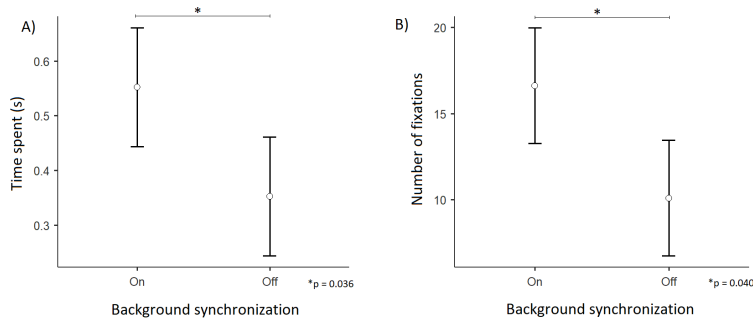 A)
*
Time spent (s)
0.6
0.5
0.4
0.3
On
Off
*p = 0.036
Background synchronization
B)
*
Number of fixations
20
15
10
On
Off
*p = 0.040
Background synchronization